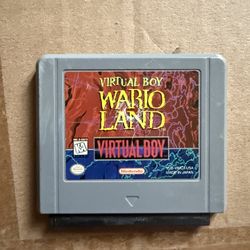 VIRTUAL BOY
WARIO
LAND
VIRTUAL BOY
Nintendo
MADE IN JAPAN